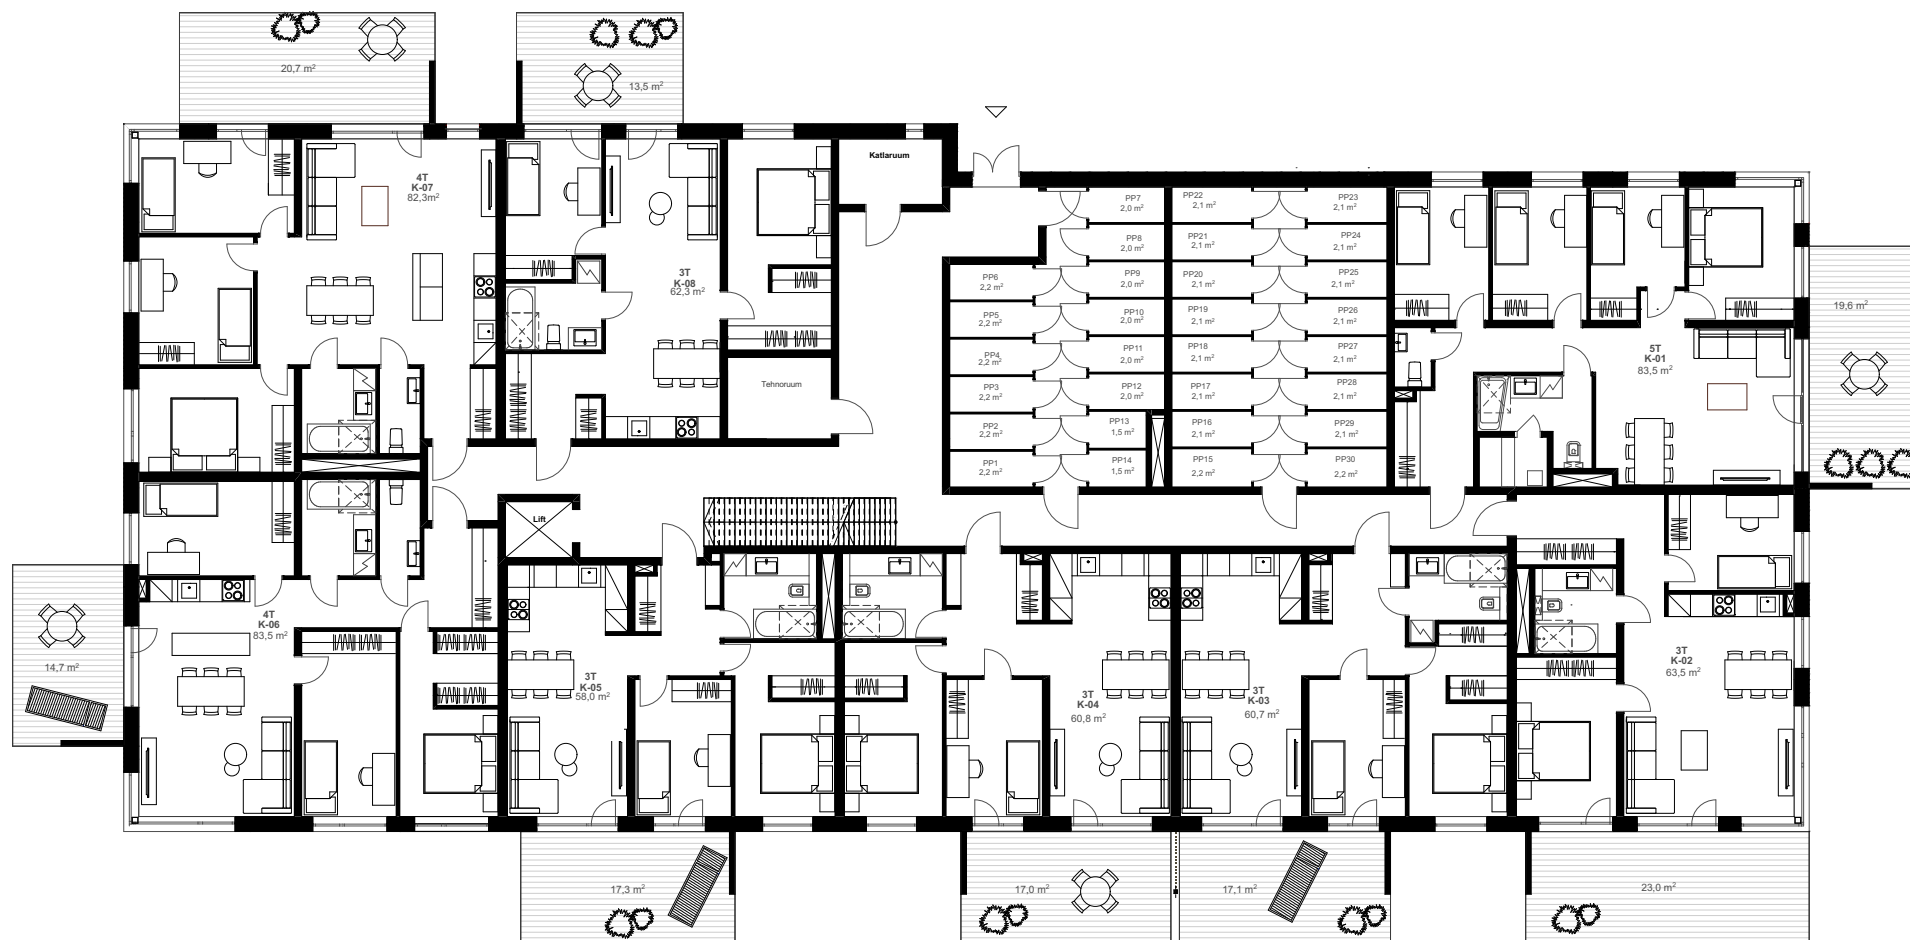 20,7 m²
13,5 m²
Katlaruum
4T
K-07
82,3m²
3T
K-08
62,3 m²
Tehnoruum
PP7
2,0 m²
PP8
2,0 m²
PP9
2,0 m²
PP10
2,0 m²
PP11
2,0 m²
PP12
2,0 m²
PP13
1,5 m²
PP14
1,5 m²
PP6
2,2 m²
PP5
2,2 m²
PP4
2,2 m²
PP3
2,2 m²
PP2
2,2 m²
PP1
2,2 m²
PP22
2,1 m²
PP21
2,1 m²
PP20
2,1 m²
PP19
2,1 m²
PP18
2,1 m²
PP17
2,1 m²
PP16
2,1 m²
PP15
2,2 m²
PP23
2,1 m²
PP24
2,1 m²
PP25
2,1 m²
PP26
2,1 m²
PP27
2,1 m²
PP28
2,1 m²
PP29
2,1 m²
PP30
2,2 m²
5T
K-01
83,5 m²
19,6 m²
Lift
4T
K-06
83,5 m²
14,7 m²
3T
K-05
58,0 m²
3T
K-04
60,8 m²
3T
K-03
60,7 m²
3T
K-02
63,5 m²
17,3 m²
17,0 m²
17,1 m²
23,0 m²